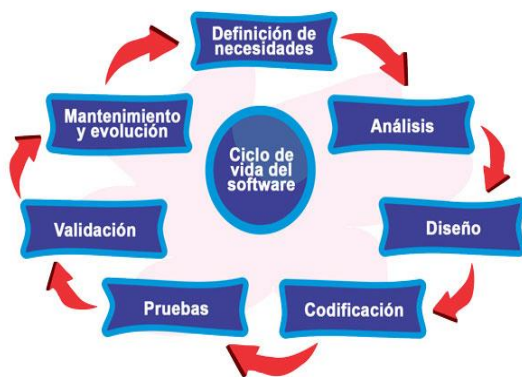 Definición de
necesidades
Análisis
Diseño
Codificación
Pruebas
Validación
Mantenimiento
y evolución
Ciclo de
vida del
software